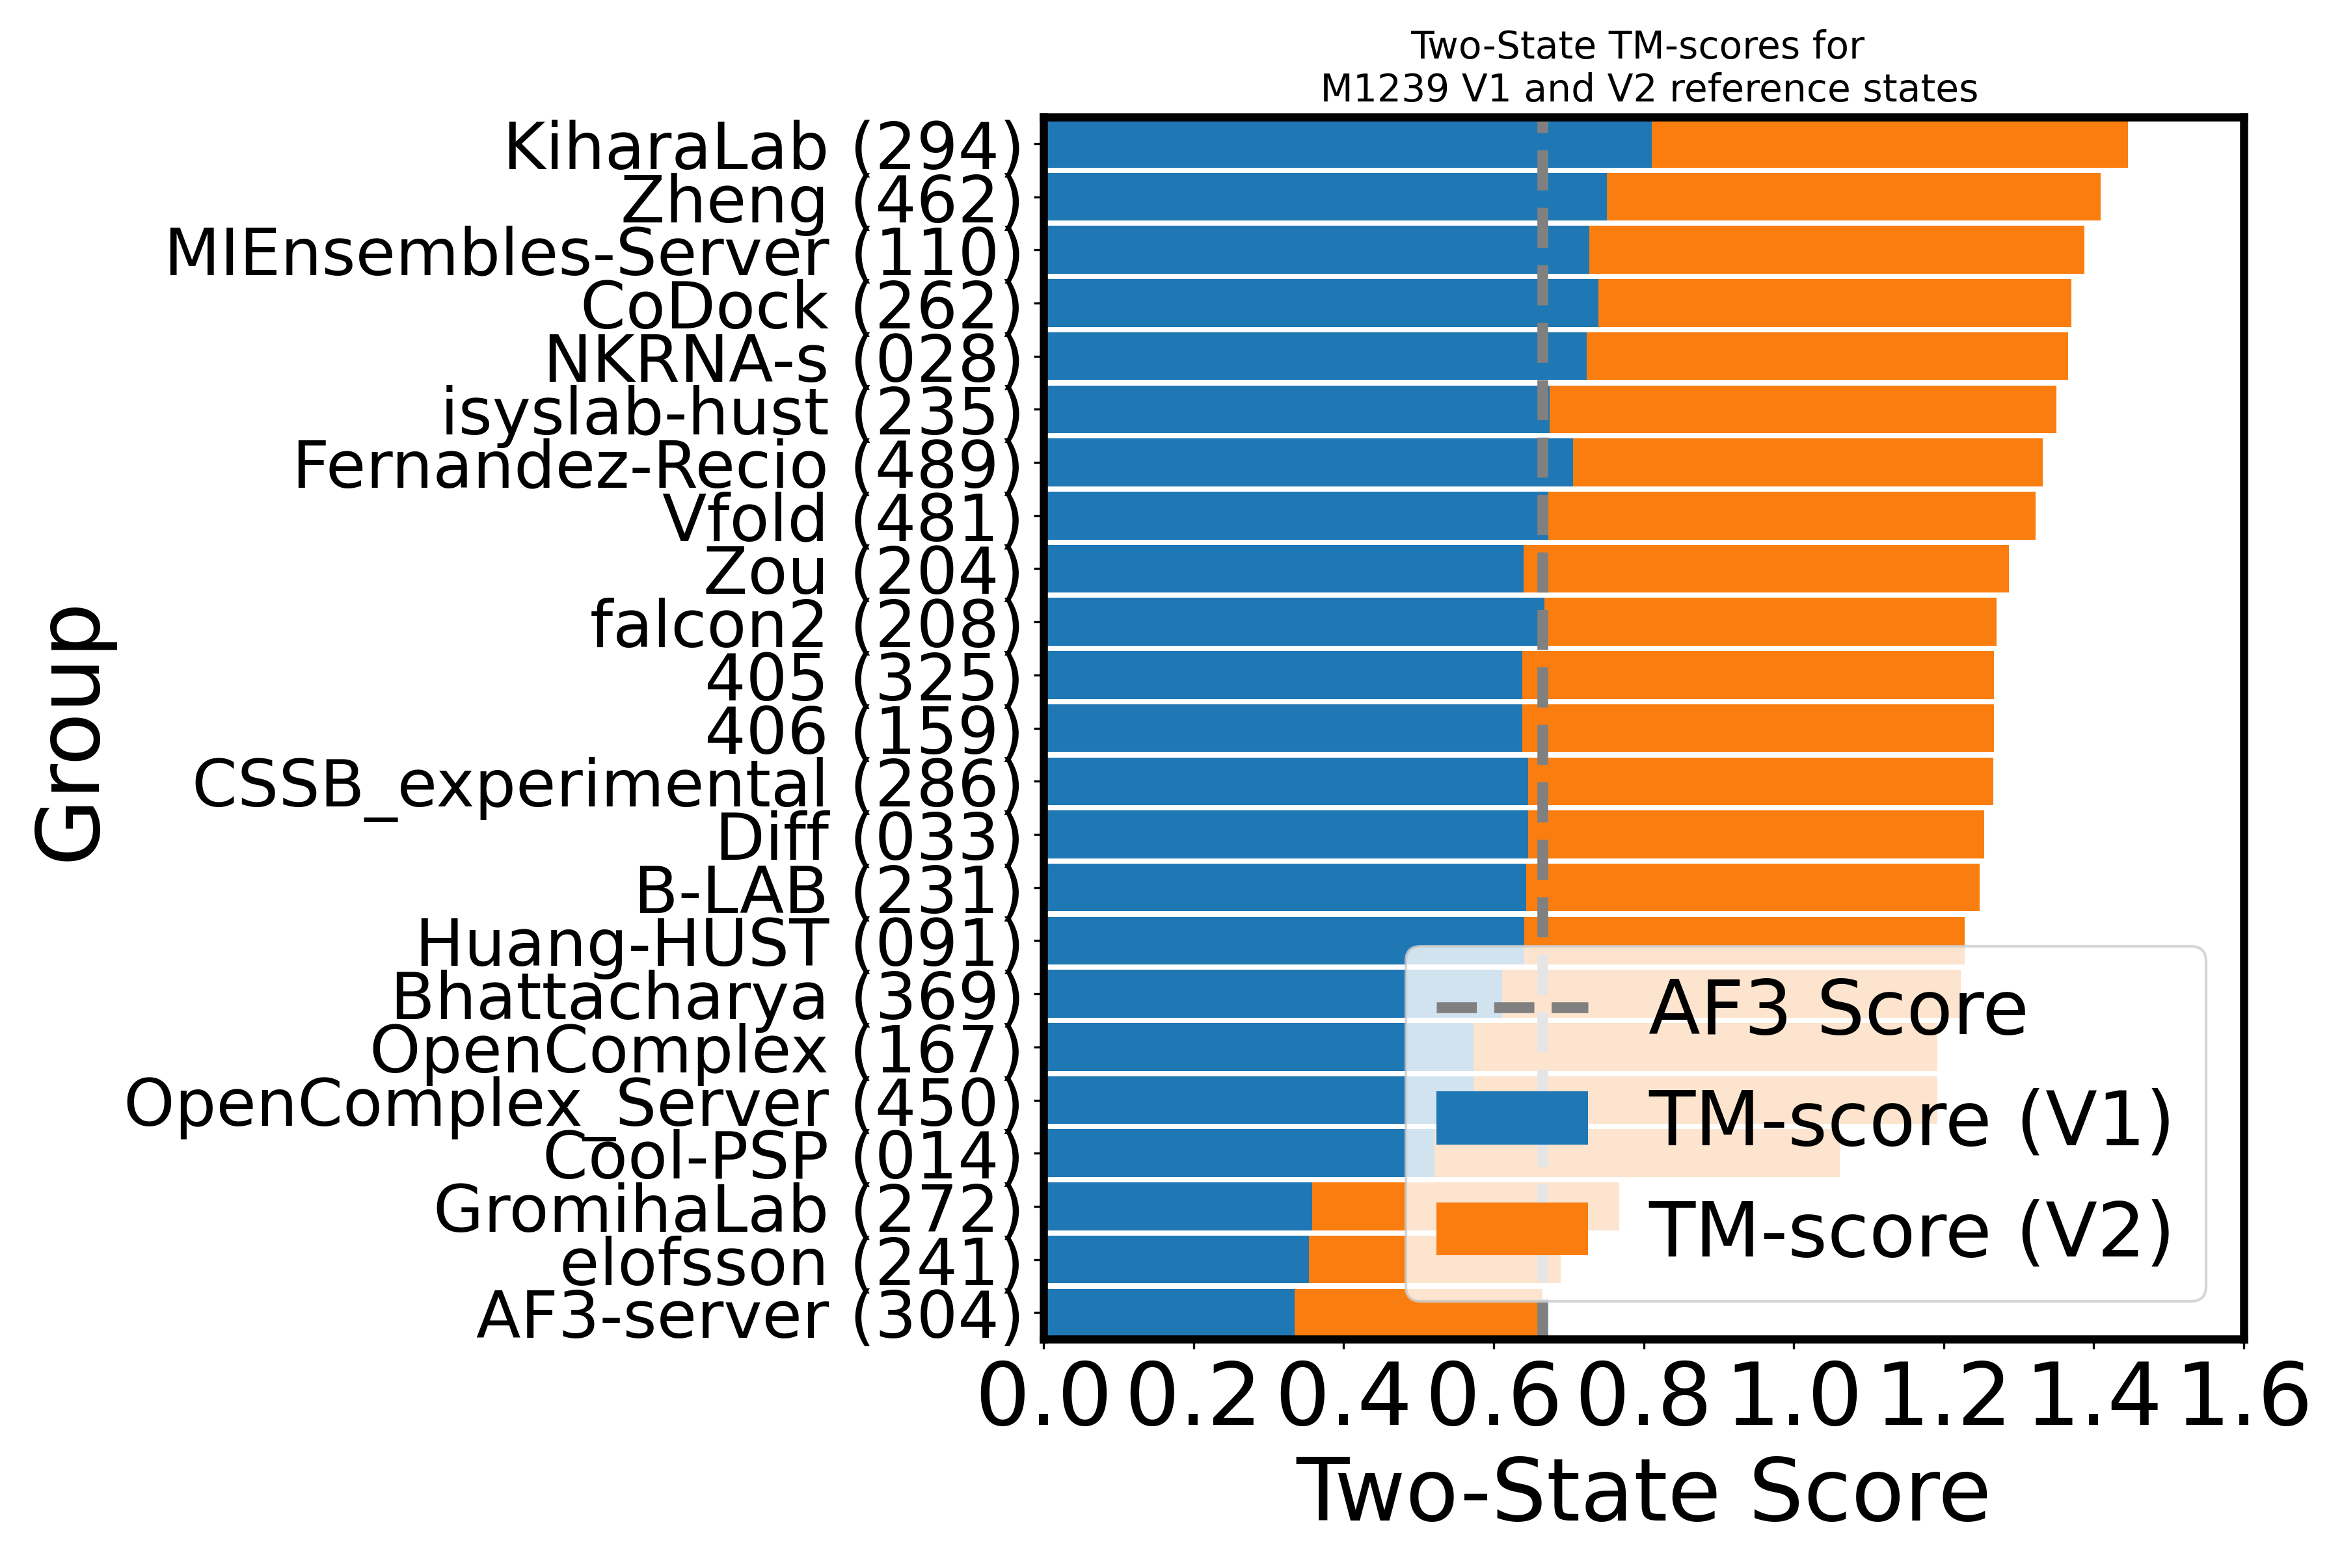 Two-State TM-scores for
M1239 V1 and V2 reference states
Group
KiharaLab (294)
Zheng (462)
MIEnsembles-Server (110)
CoDock (262)
NKRNA-s (028)
isyslab-hust (235)
Fernandez-Recio (489)
Vfold (481)
Zou (204)
falcon2 (208)
405 (325)
406 (159)
CSSB_experimental (286)
Diff (033)
B-LAB (231)
Huang-HUST (091)
Bhattacharya (369)
OpenComplex (167)
OpenComplex_Server (450)
Cool-PSP (014)
GromihaLab (272)
elofsson (241)
AF3-server (304)
AF3 Score
TM-score (V1)
TM-score (V2)
0.0 0.2 0.4 0.6 0.8 1.0 1.2 1.4 1.6
Two-State Score